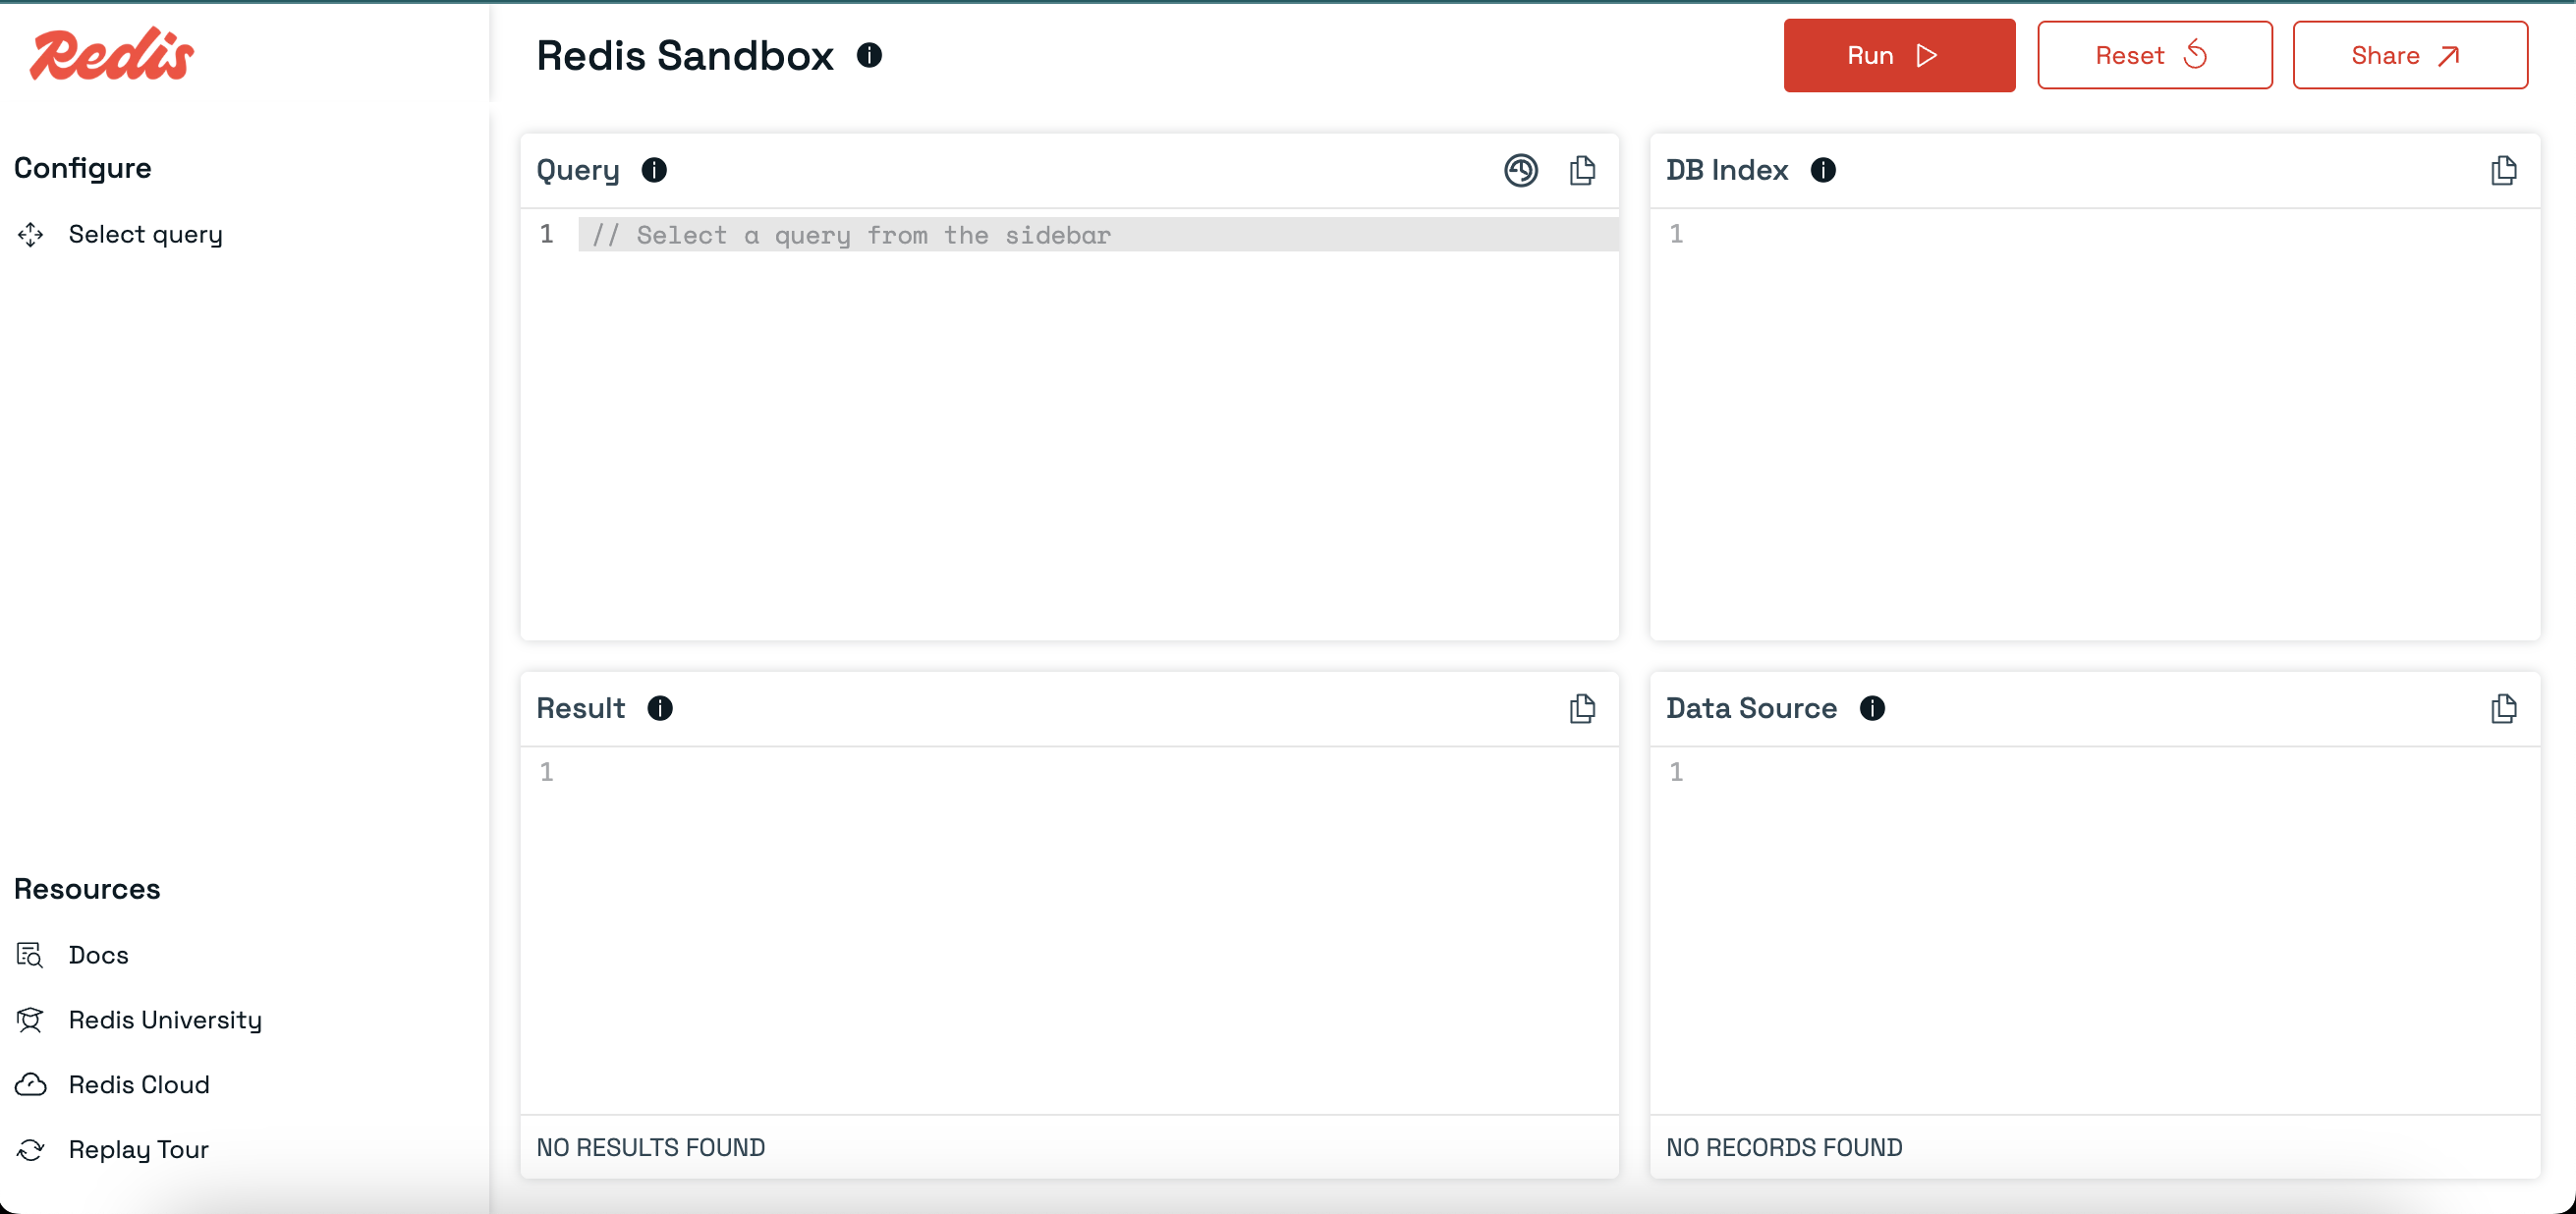 Redis
Configure
Select query
Resources
Docs
Redis University
Redis Cloud
Replay Tour
Redis Sandbox
Run
Reset
Share
Query
1 // Select a query from the sidebar
DB Index
1
Result
1
NO RESULTS FOUND
Data Source
1
NO RECORDS FOUND